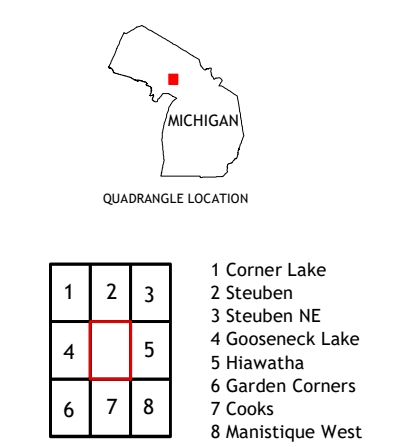 MICHIGAN
QUADRANGLE LOCATION
1 2 3
4 5
6 7 8
1 Corner Lake
2 Steuben
3 Steuben NE
4 Gooseneck Lake
5 Hiawatha
6 Garden Corners
7 Cooks
8 Manistique West